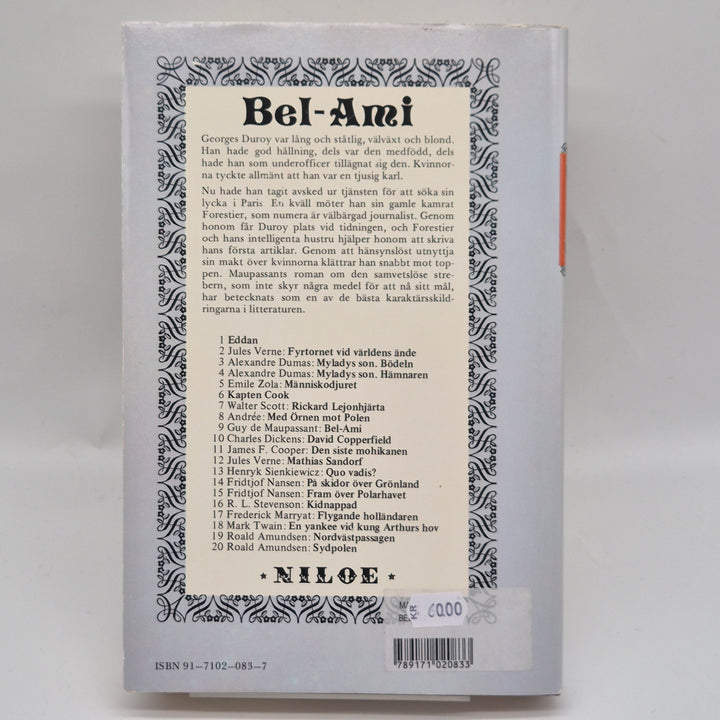 Bel-Ami
Georges Duroy var lång och ståtlig, välväxt och blond.
Han hade god hållning, dels var den medfödd, dels
hade han som underofficer tillägnat sig den. Kvinnor-
na tyckte allmänt att han var en tjusig karl.
Nu hade han tagit avsked ur tjänsten för att söka sin
lycka i Paris. En kväll möter han sin gamle kamrat
Forestier, som numera är välbärgad journalist. Genom
honom får Duroy plats vid tidningen, och Forestier
och hans intelligenta hustru hjälper honom att skriva
hans första artiklar. Genom att hänsynslöst utnyttja
sin makt över kvinnorna klättrar han snabbt mot top-
pen. Maupassants roman om den samvetslöse stre-
bern, som inte skyr några medel för att nå sitt mål,
har betecknats som en av de bästa karaktärsskild-
ringarna i litteraturen.
1 Eddan
2 Jules Verne: Fyrtornet vid världens ände
3 Alexandre Dumas: Myladys son. Bödeln
4 Alexandre Dumas: Myladys son. Hämnaren
5 Emile Zola: Människodjuret
6 Kapten Cook
7 Walter Scott: Rickard Lejonhjärta
8 Andrée: Med Örnen mot Polen
9 Guy de Maupassant: Bel-Ami
10 Charles Dickens: David Copperfield
11 James F. Cooper: Den siste mohikanen
12 Jules Verne: Mathias Sandorf
13 Henryk Sienkiewicz: Quo vadis?
14 Fridtjof Nansen: På skidor över Grönland
15 Fridtjof Nansen: Fram över Polarhavet
16 R. L. Stevenson: Kidnappad
17 Frederick Marryat: Flygande holländaren
18 Mark Twain: En yankee vid kung Arthurs hov
19 Roald Amundsen: Nordvästpassagen
20 Roald Amundsen: Sydpolen
NILOE
KR 60.00
ISBN 91-7102-083-7
789171020833